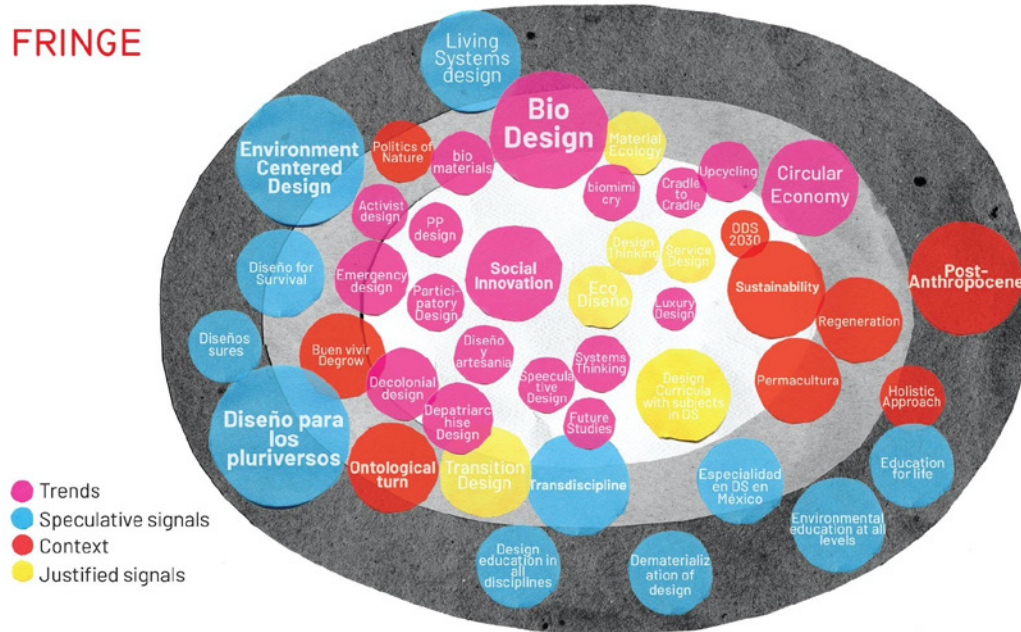 FRINGE
Living
Systems
design
Bio
Design
Material
Ecology
Environment
Centered
Design
Politics of
Nature
bio
materials
biomimi
cry
Cradle
to
Cradle
Upcycling
Circular
Economy
Activist
design
PP
design
Design
Thinking
Service
Design
ODS
2030
Diseño for
Survival
Emergency
design
Social
Innovation
Partici-
patory
Design
Eco
Diseño
Luxury
Design
Sustainability
Post-
Anthropocene
Regeneration
Diseños
sures
Buen vivir
Degrow
Diseño
y
artesania
Decolonial
design
Speecula
tive
Design
Systems
Thinking
Design
Curricula
with subjects
in DS
Permacultura
Holistic
Approach
Depatriarc
hise
Design
Future
Studies
Diseño para
los
pluriversos
Ontological
turn
Transition
Design
Transdiscipline
Especialidad
en DS en
México
Education
for life
Environmental
education at all
levels
Design
education in
all
disciplines
Dematerializ
ation of
design
Trends
Speculative signals
Context
Justified signals